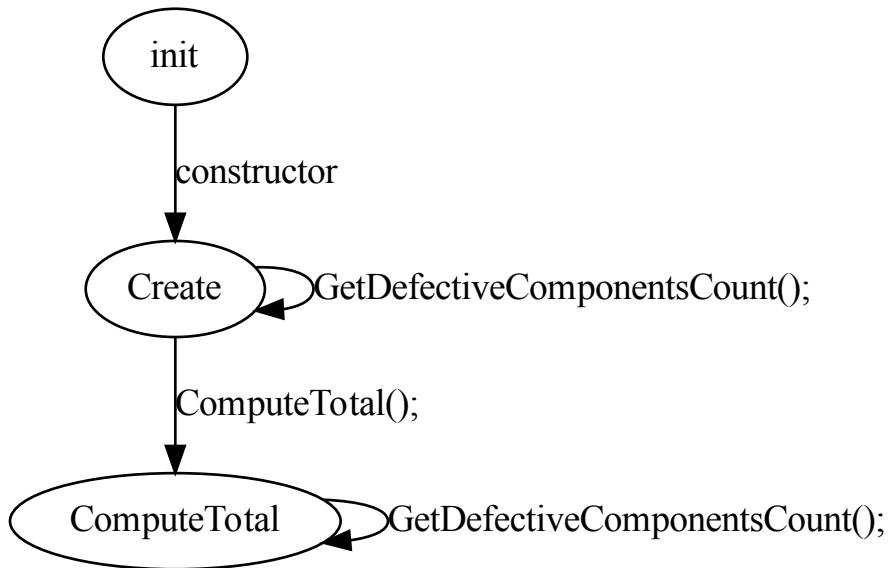 init
constructor
Create
GetDefectiveComponentsCount();
ComputeTotal();
ComputeTotal
GetDefectiveComponentsCount();